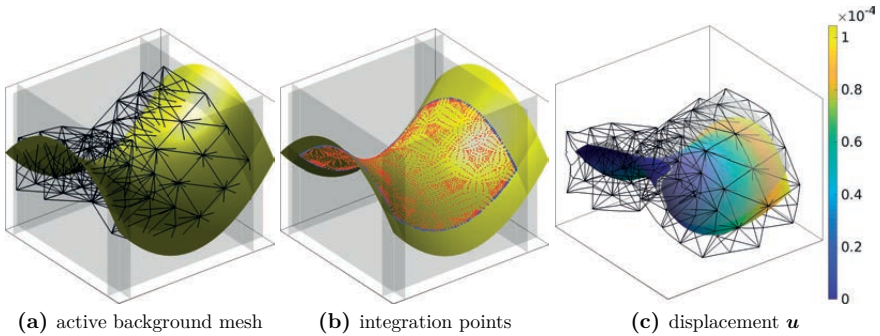 ×10⁻⁴
1
0.8
0.6
0.4
0.2
0
(a) active background mesh
(b) integration points
(c) displacement u